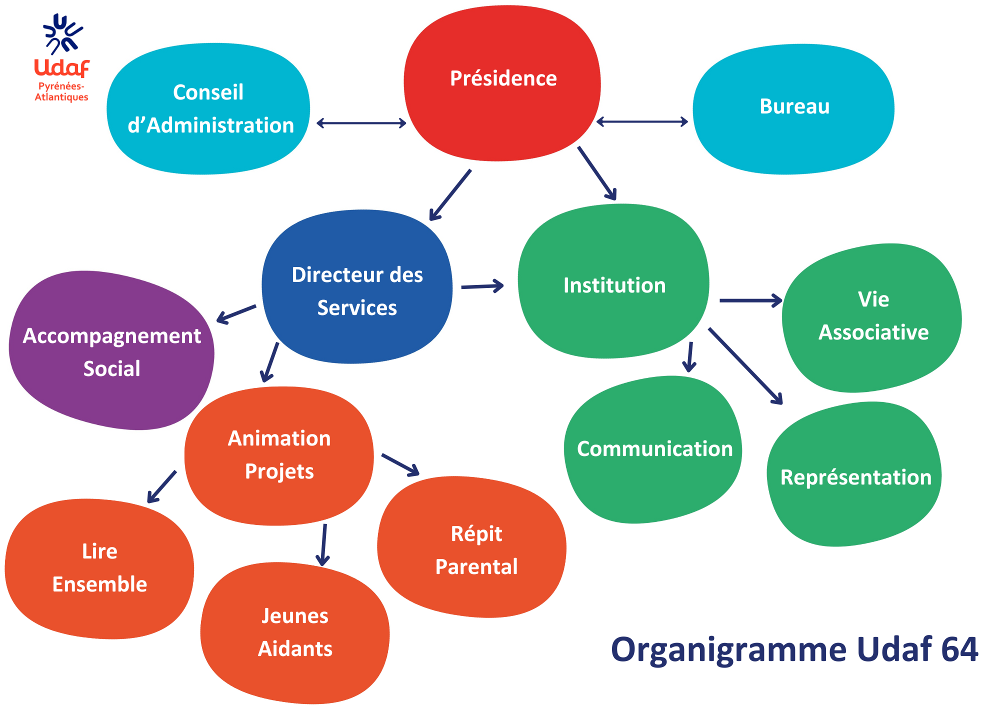 Udaf
Pyrénées-
Atlantiques
Conseil
d’Administration
Présidence
Bureau
Directeur des
Services
Institution
Vie
Associative
Accompagnement
Social
Animation
Projets
Communication
Représentation
Lire
Ensemble
Jeunes
Aidants
Répit
Parental
Organigramme Udaf 64